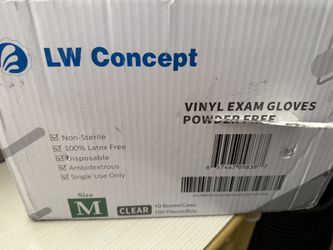 LW Concept
VINYL EXAM GLOVES
POWDER FREE
Non-Sterile
100% Latex Free
Disposable
Ambidextrous
Single Use Only
Size
M
CLEAR
10 Boxes/Case
100 Pieces/Box